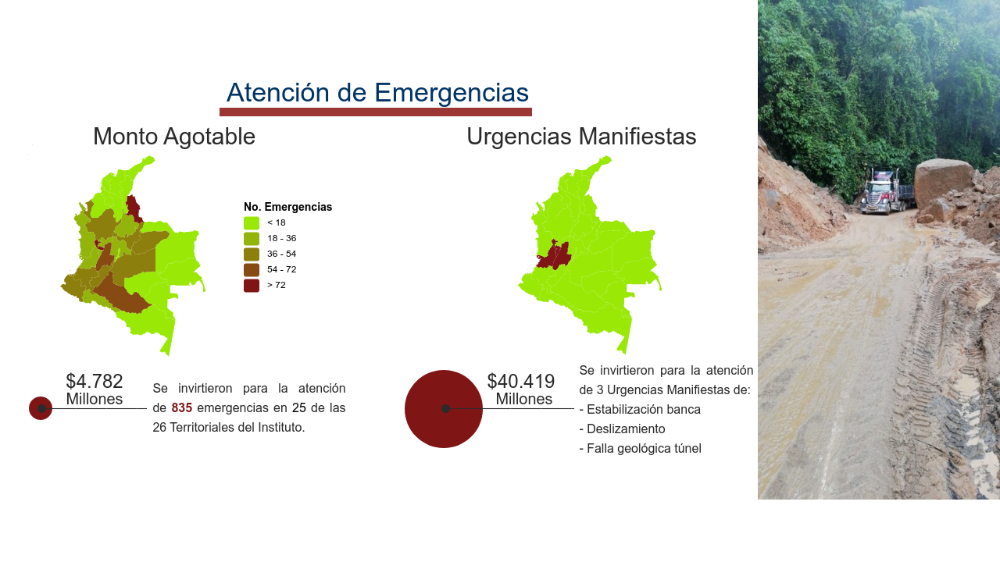 Atención de Emergencias
Monto Agotable
No. Emergencias
< 18
18 - 36
36 - 54
54 - 72
> 72
$4.782
Millones
Se invirtieron para la atención
de 835 emergencias en 25 de las
26 Territoriales del Instituto.
Urgencias Manifiestas
$40.419
Millones
Se invirtieron para la atención
de 3 Urgencias Manifiestas de:
- Estabilización banca
- Deslizamiento
- Falla geológica túnel